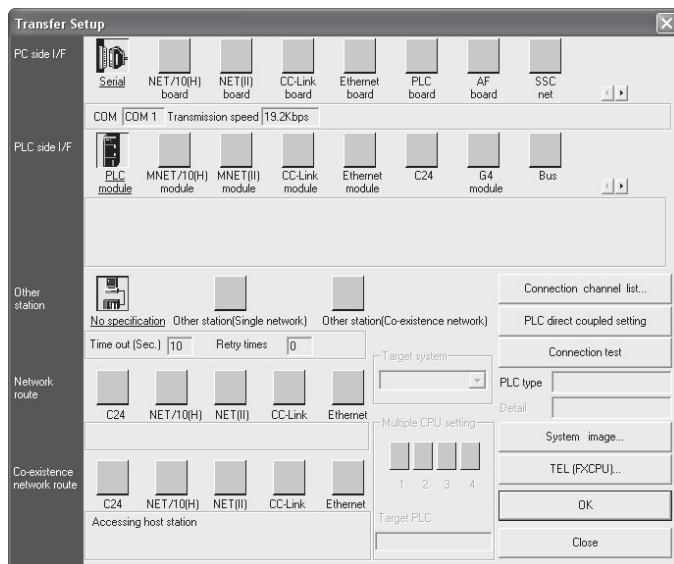 Transfer Setup
PC side I/F
Serial NET/10(H) board NET(II) board CC-Link board Ethernet board PLC board AF board SSC net
COM COM 1 Transmission speed 19.2Kbps
PLC side I/F
PLC module MNET/10(H) module MNET(II) module CC-Link module Ethernet module C24 G4 module Bus
Other station
No specification Other station(Single network) Other station(Co-existence network)
Time out (Sec.) 10 Retry times 0
Target system
Network route
C24 NET/10(H) NET(II) CC-Link Ethernet
Multiple CPU setting
1 2 3 4
Target PLC
Co-existence network route
C24 NET/10(H) NET(II) CC-Link Ethernet
Accessing host station
Connection channel list...
PLC direct coupled setting
Connection test
PLC type
Detail
System image...
TEL (FXCPU)...
OK
Close